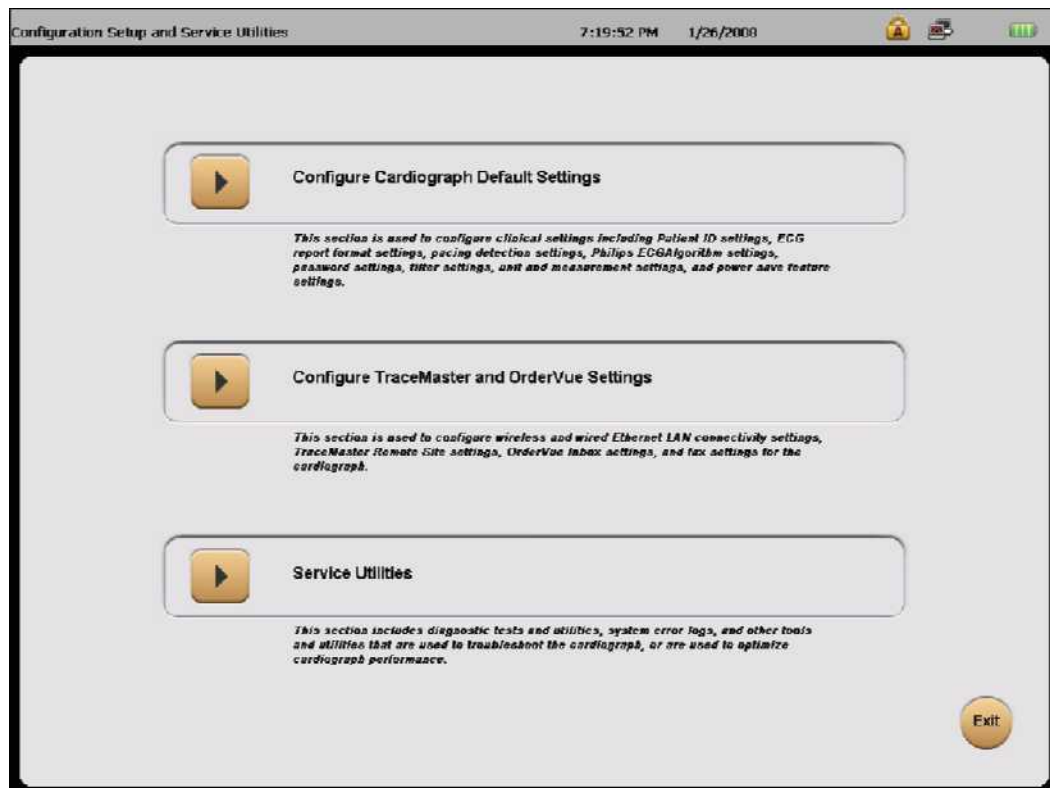 Configuration Setup and Service Utilities 7:19:52 PM 1/26/2008 A
Configure Cardiograph Default Settings
This section is used to configure clinical settings including Patient ID settings, ECG
report format settings, pacing detection settings, Philips ECGAlgorithm settings,
password settings, filter settings, unit and measurement settings, and power save feature
settings.
Configure TraceMaster and OrderVue Settings
This section is used to configure wireless and wired Ethernet LAN connectivity settings,
TraceMaster Remote Site settings, OrderVue Inbox settings, and fax settings for the
cardiograph.
Service Utilities
This section includes diagnostic tests and utilities, system error logs, and other tools
and utilities that are used to troubleshoot the cardiograph, or are used to optimize
cardiograph performance.
Exit